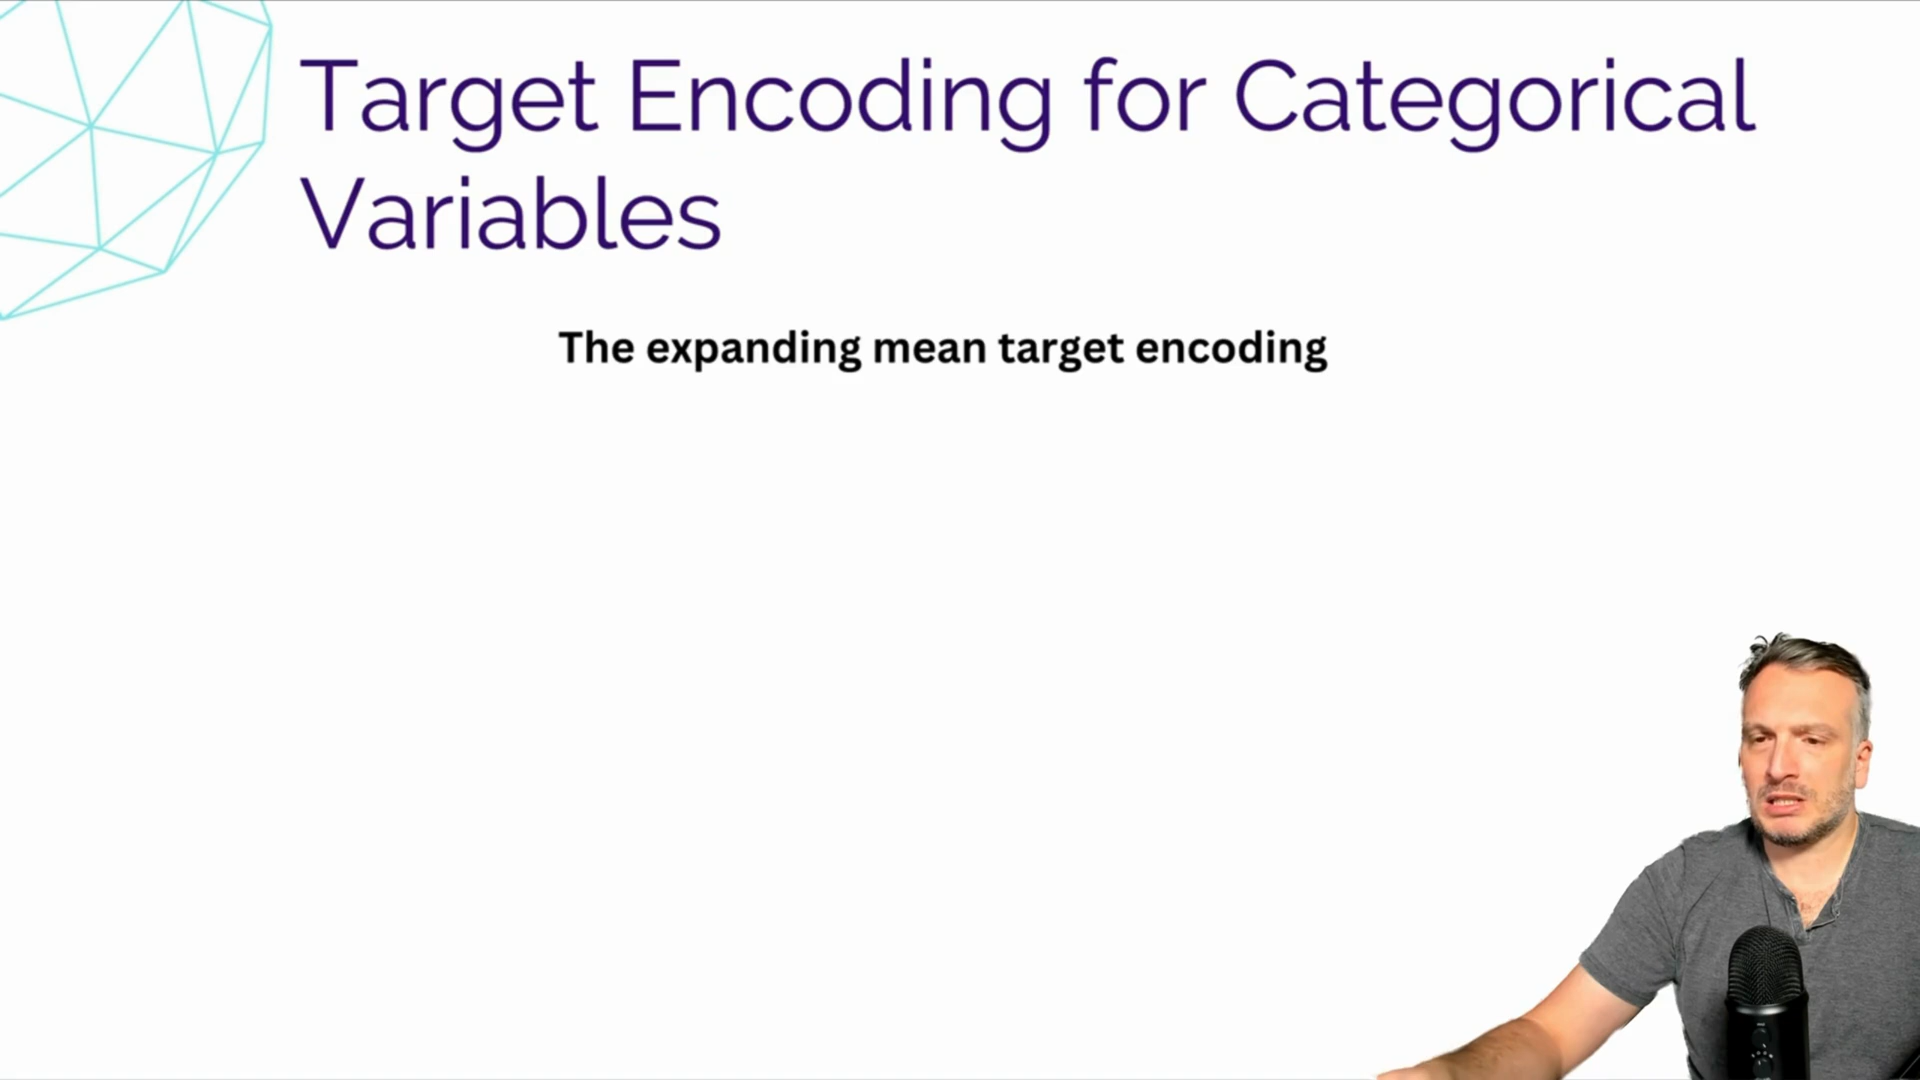 Target Encoding for Categorical
Variables
The expanding mean target encoding